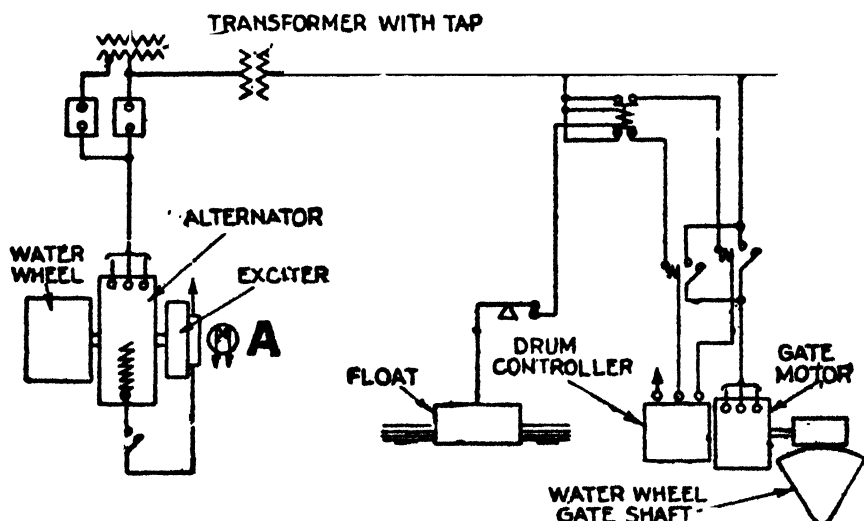 TRANSFORMER WITH TAP
ALTERNATOR
WATER
WHEEL
EXCITER
M
A
FLOAT
DRUM
CONTROLLER
GATE
MOTOR
WATER WHEEL
GATE SHAFT